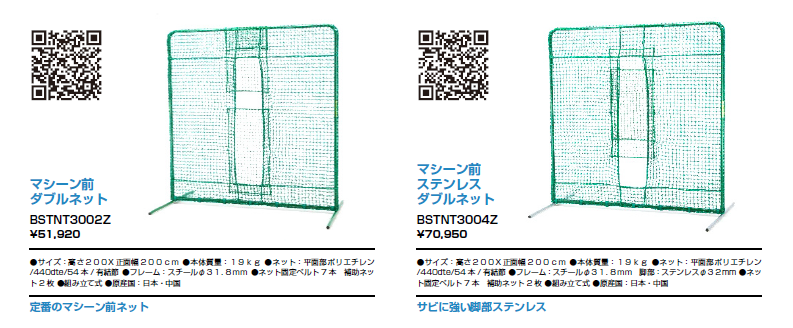 マシーン前
ダブルネット
BSTNT3002Z
¥51,920
●サイズ：高さ２００Ｘ正面幅２００ｃｍ ●本体質量：１９ｋｇ ●ネット：平面部ポリエチレン
/440dte/54本/有結節 ●フレーム：スチールφ３１.８ｍｍ ●ネット固定ベルト７本　補助ネッ
ト２枚 ●組み立て式 ●原産国：日本・中国
定番のマシーン前ネット
マシーン前
ステンレス
ダブルネット
BSTNT3004Z
¥70,950
●サイズ：高さ２００Ｘ正面幅２００ｃｍ ●本体質量：１９ｋｇ ●ネット：平面部ポリエチレン
/440dte/54本/有結節 ●フレーム：スチールφ３１.８ｍｍ　脚部：ステンレスφ３２ｍｍ ●ネッ
ト固定ベルト７本　補助ネット２枚 ●組み立て式 ●原産国：日本・中国
サビに強い脚部ステンレス